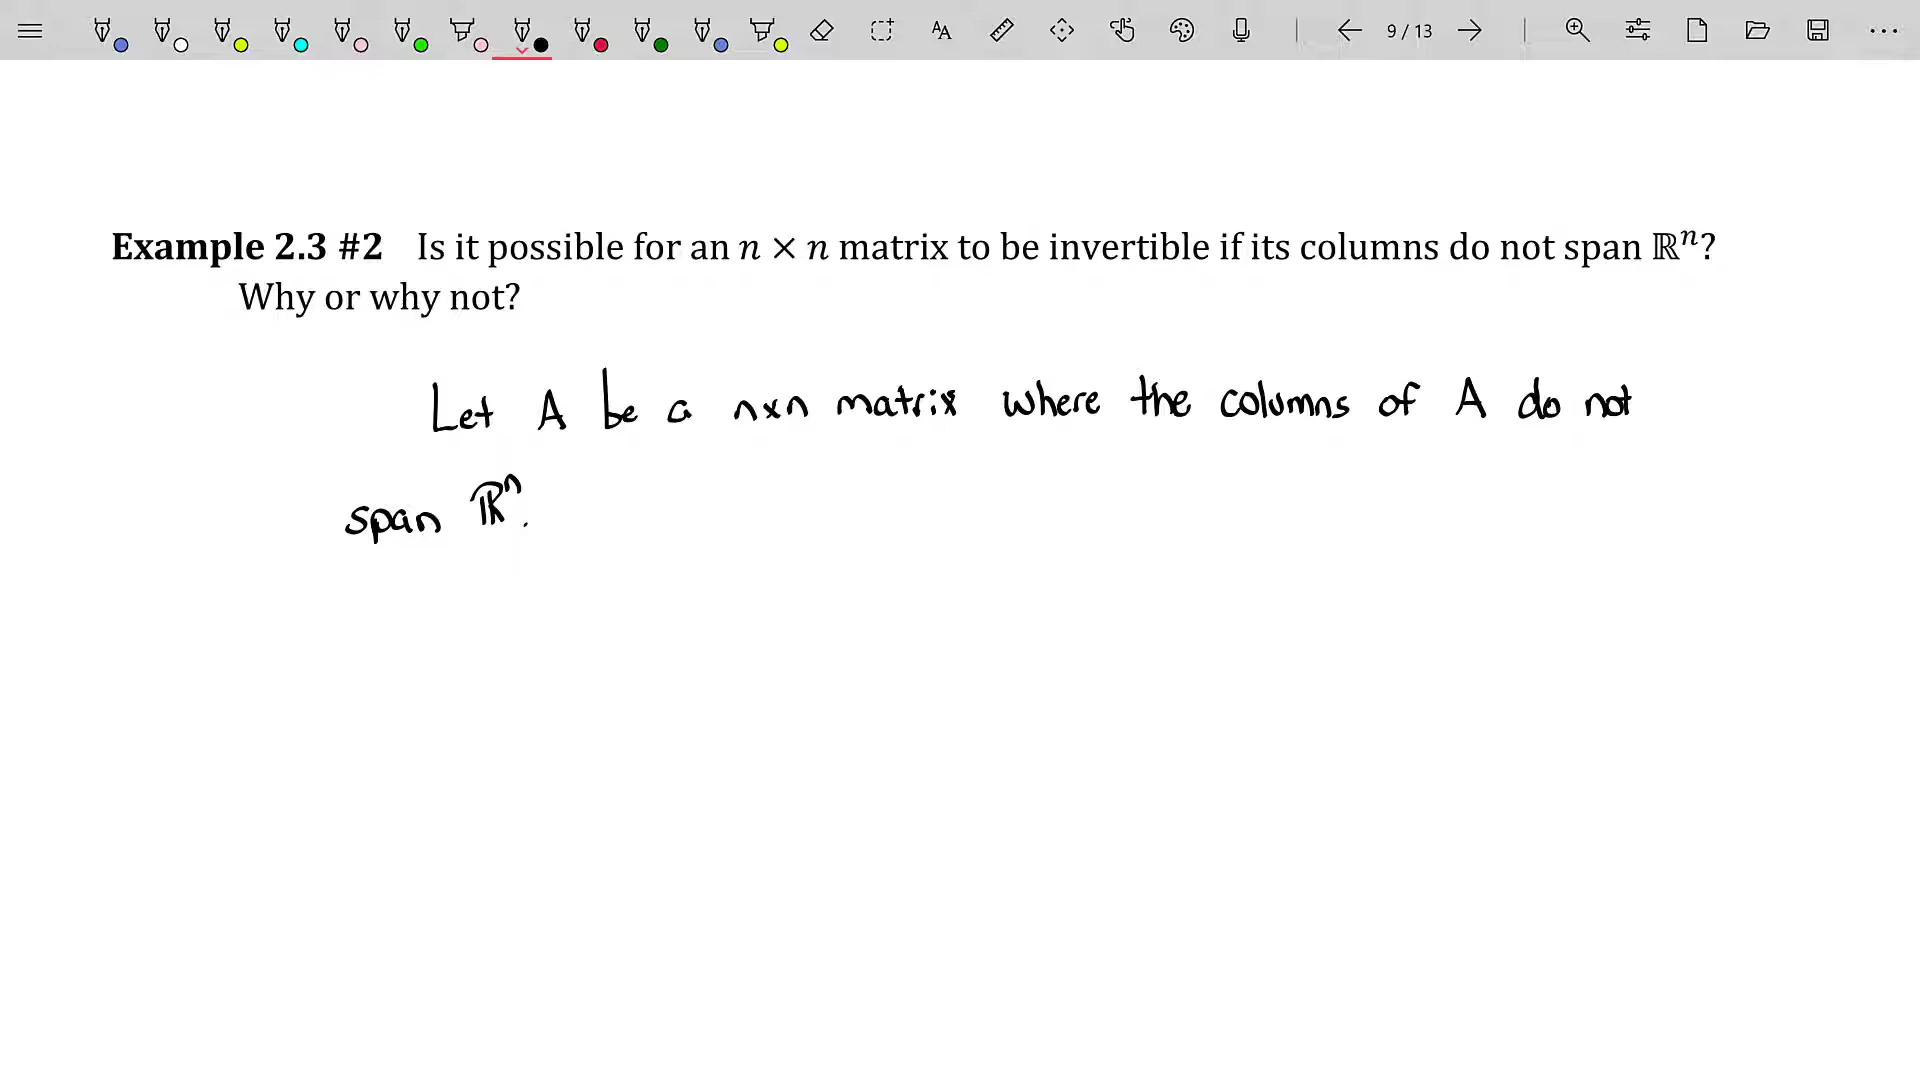 9 / 13
Example 2.3 #2 Is it possible for an n × n matrix to be invertible if its columns do not span ℝⁿ?
Why or why not?
Let A be a n×n matrix where the columns of A do not
span ℝⁿ.